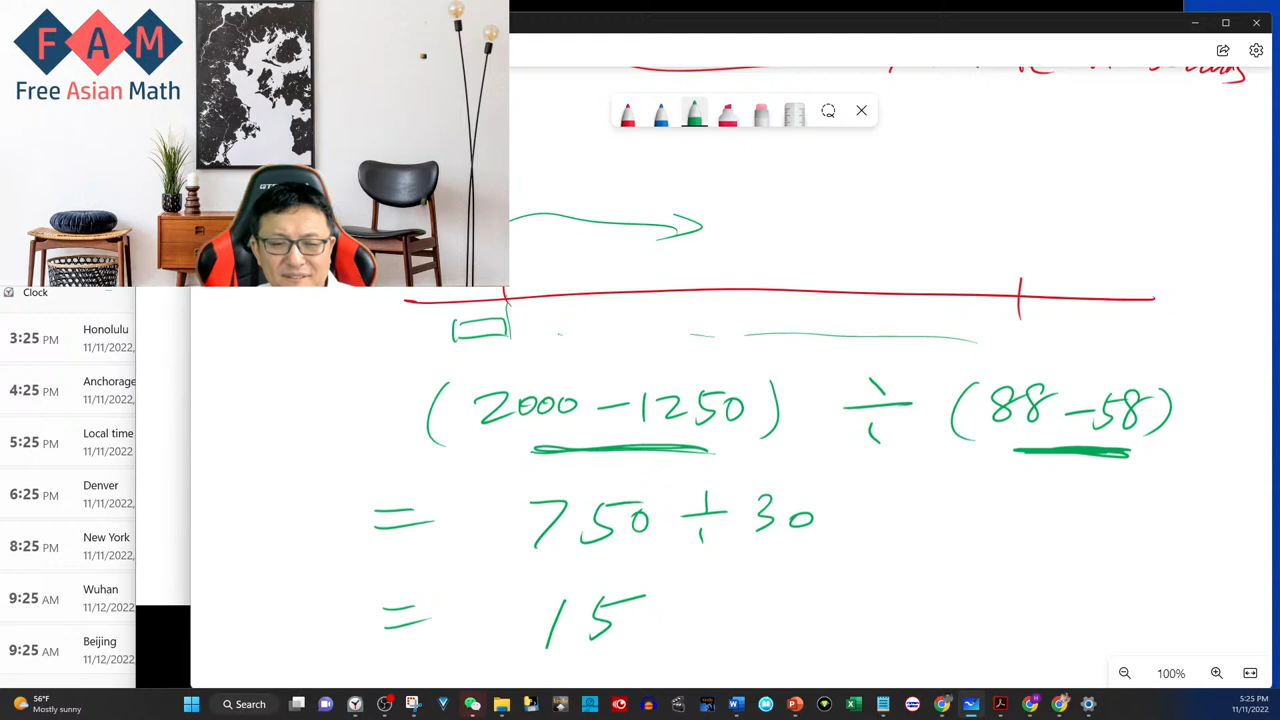 FAM
Free Asian Math
Clock
3:25 PM Honolulu
11/11/2022,
4:25 PM Anchorage
11/11/2022,
5:25 PM Local time
11/11/2022,
6:25 PM Denver
11/11/2022,
8:25 PM New York
11/11/2022,
9:25 AM Wuhan
11/12/2022,
9:25 AM Beijing
11/12/2022,
(2000 - 1250) ÷ (88 - 58)
= 750 ÷ 30
= 15
100%
56°F
Mostly sunny
Search
5:25 PM
11/11/2022